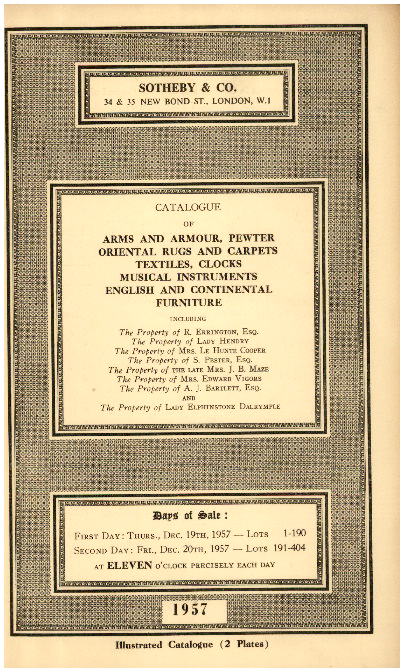 SOTHEBY & CO.
34 & 35 NEW BOND ST., LONDON, W.1
CATALOGUE
OF
ARMS AND ARMOUR, PEWTER
ORIENTAL RUGS AND CARPETS
TEXTILES, CLOCKS
MUSICAL INSTRUMENTS
ENGLISH AND CONTINENTAL
FURNITURE
INCLUDING
The Property of R. Errington, Esq.
The Property of Lady Hendry
The Property of Mrs. Le Hunte Cooper
The Property of S. Pester, Esq.
The Property of the late Mrs. J. B. Maze
The Property of Mrs. Edward Vigors
The Property of A. J. Bartlett, Esq.
AND
The Property of Lady Elphinstone Dalrymple
Days of Sale :
First Day: Thurs., Dec. 19th, 1957 — Lots 1-190
Second Day: Fri., Dec. 20th, 1957 — Lots 191-404
at ELEVEN o'clock precisely each day
1957
Illustrated Catalogue (2 Plates)